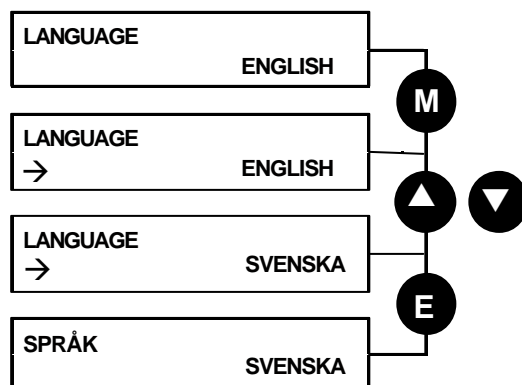 LANGUAGE
ENGLISH
M
LANGUAGE
→ ENGLISH
LANGUAGE
→ SVENSKA
E
SPRÅK
SVENSKA